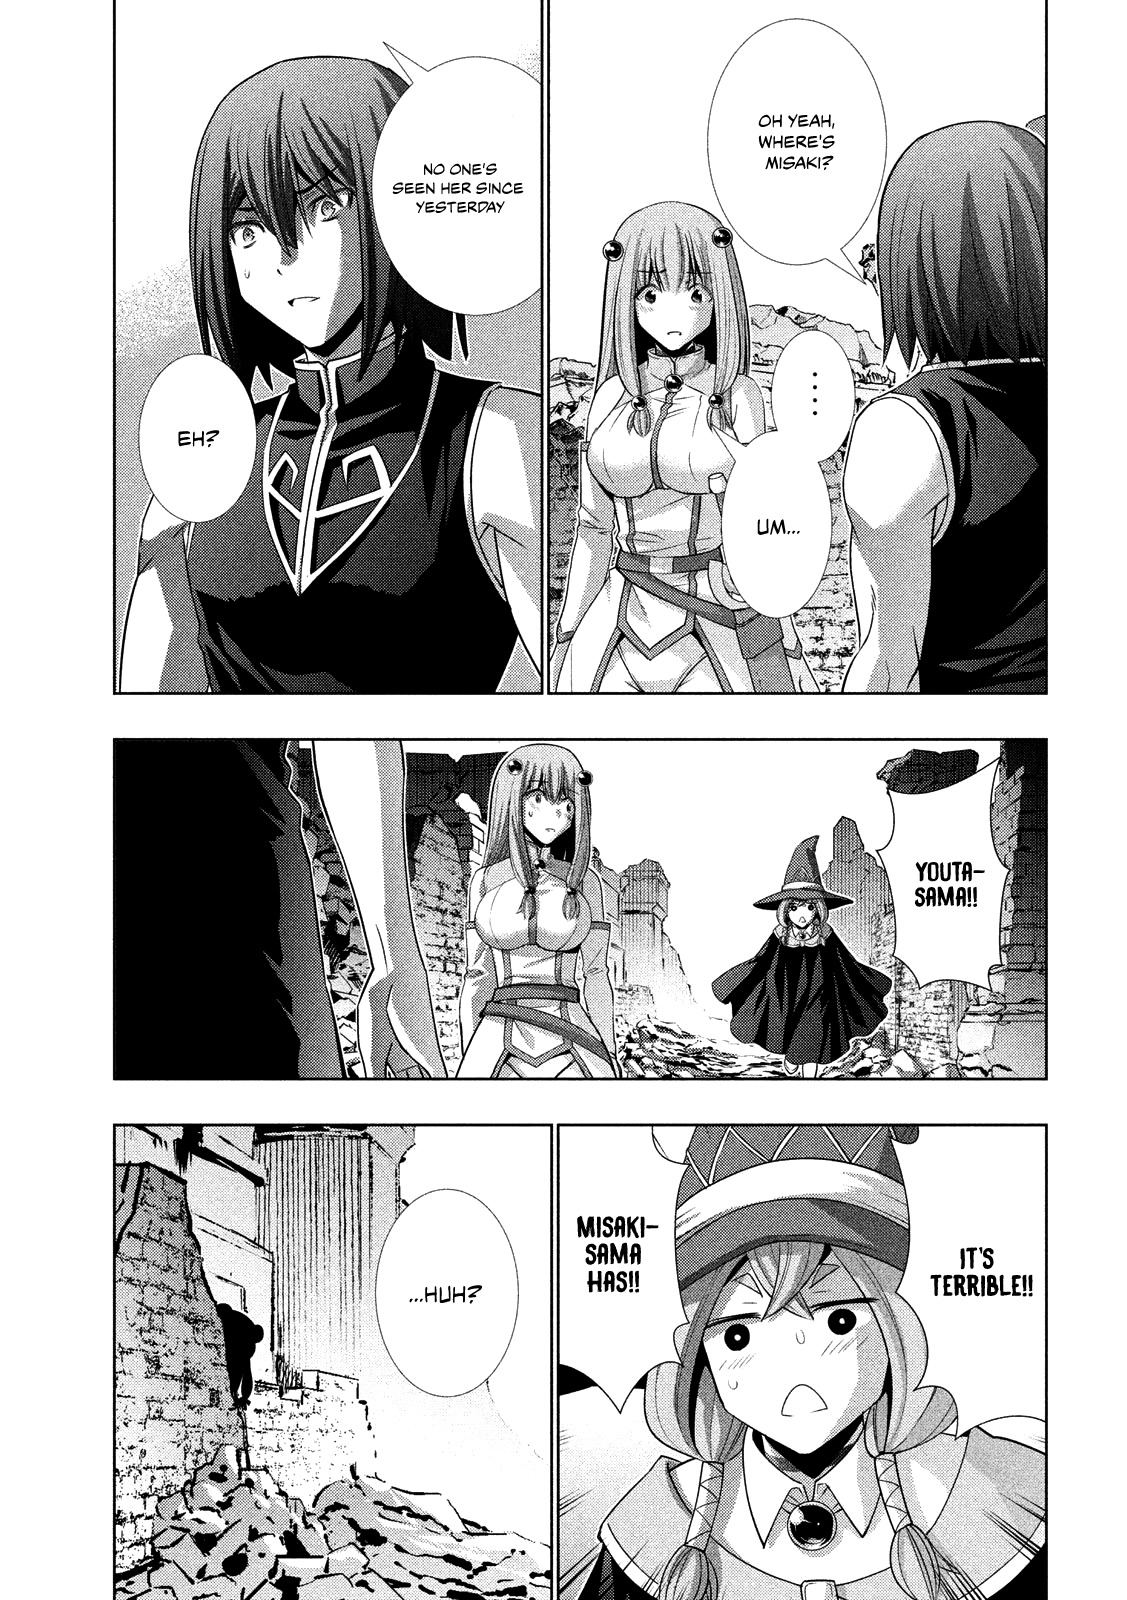 OH YEAH,
WHERE'S
MISAKI?
....
UM...
NO ONE'S
SEEN HER SINCE
YESTERDAY
EH?
YOUTA-
SAMA!!
IT'S
TERRIBLE!!
MISAKI-
SAMA
HAS!!
...HUH?